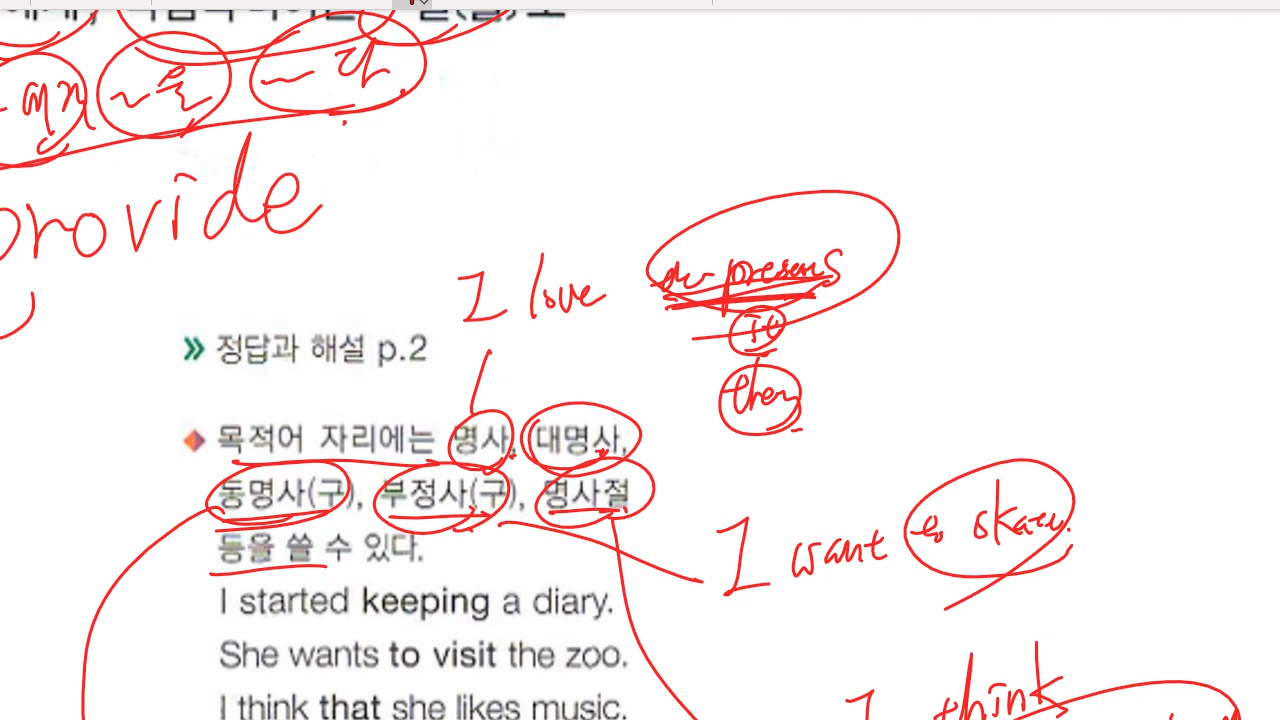 ~을
provide
I love
it
them
» 정답과 해설 p.2
◆ 목적어 자리에는 명사, 대명사,
동명사(구), 부정사(구), 명사절
등을 쓸 수 있다.
I want to skate.
I started keeping a diary.
She wants to visit the zoo.
I think that she likes music.
I think